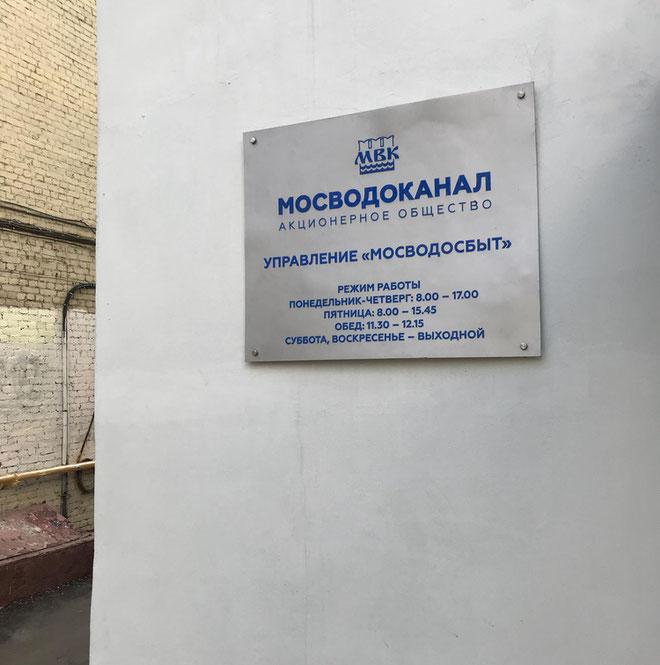 МВК
МОСВОДОКАНАЛ
АКЦИОНЕРНОЕ ОБЩЕСТВО
УПРАВЛЕНИЕ «МОСВОДОСБЫТ»
РЕЖИМ РАБОТЫ
ПОНЕДЕЛЬНИК-ЧЕТВЕРГ: 8.00 – 17.00
ПЯТНИЦА: 8.00 – 15.45
ОБЕД: 11.30 – 12.15
СУББОТА, ВОСКРЕСЕНЬЕ – ВЫХОДНОЙ